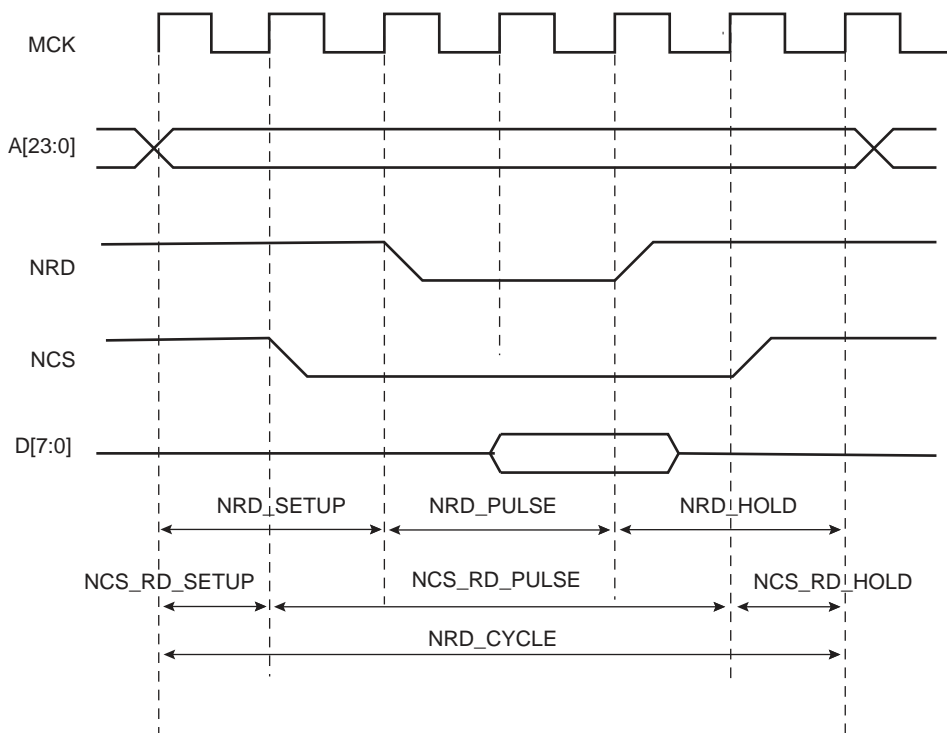 MCK
A[23:0]
NRD
NCS
D[7:0]
NRD_SETUP NRD_PULSE NRD_HOLD
NCS_RD_SETUP NCS_RD_PULSE NCS_RD_HOLD
NRD_CYCLE